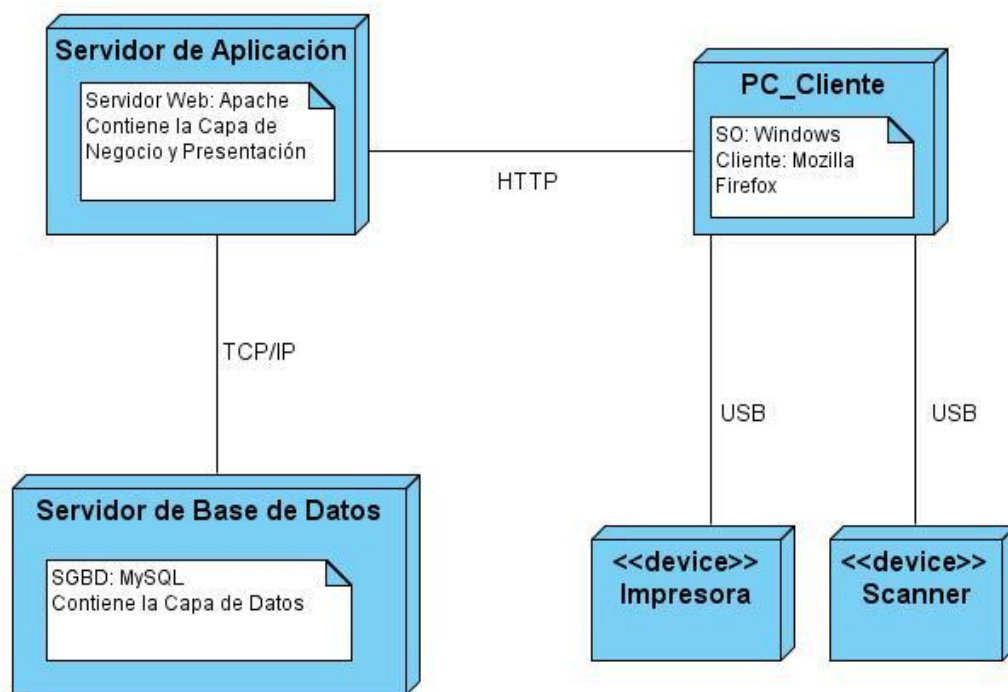 Servidor de Aplicación
Servidor Web: Apache
Contiene la Capa de
Negocio y Presentación
HTTP
PC_Cliente
SO: Windows
Cliente: Mozilla
Firefox
TCP/IP
USB
USB
Servidor de Base de Datos
SGBD: MySQL
Contiene la Capa de Datos
<<device>>
Impresora
<<device>>
Scanner